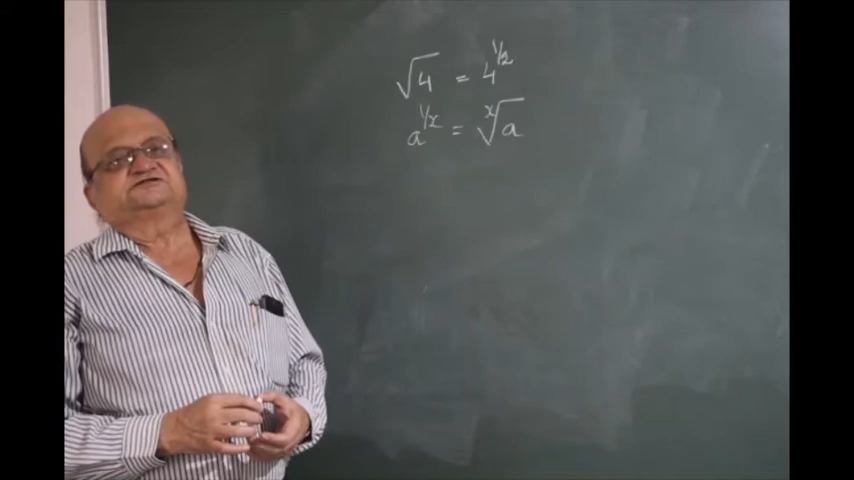 √4 = 4^1/2
a^1/x = ˣ√a